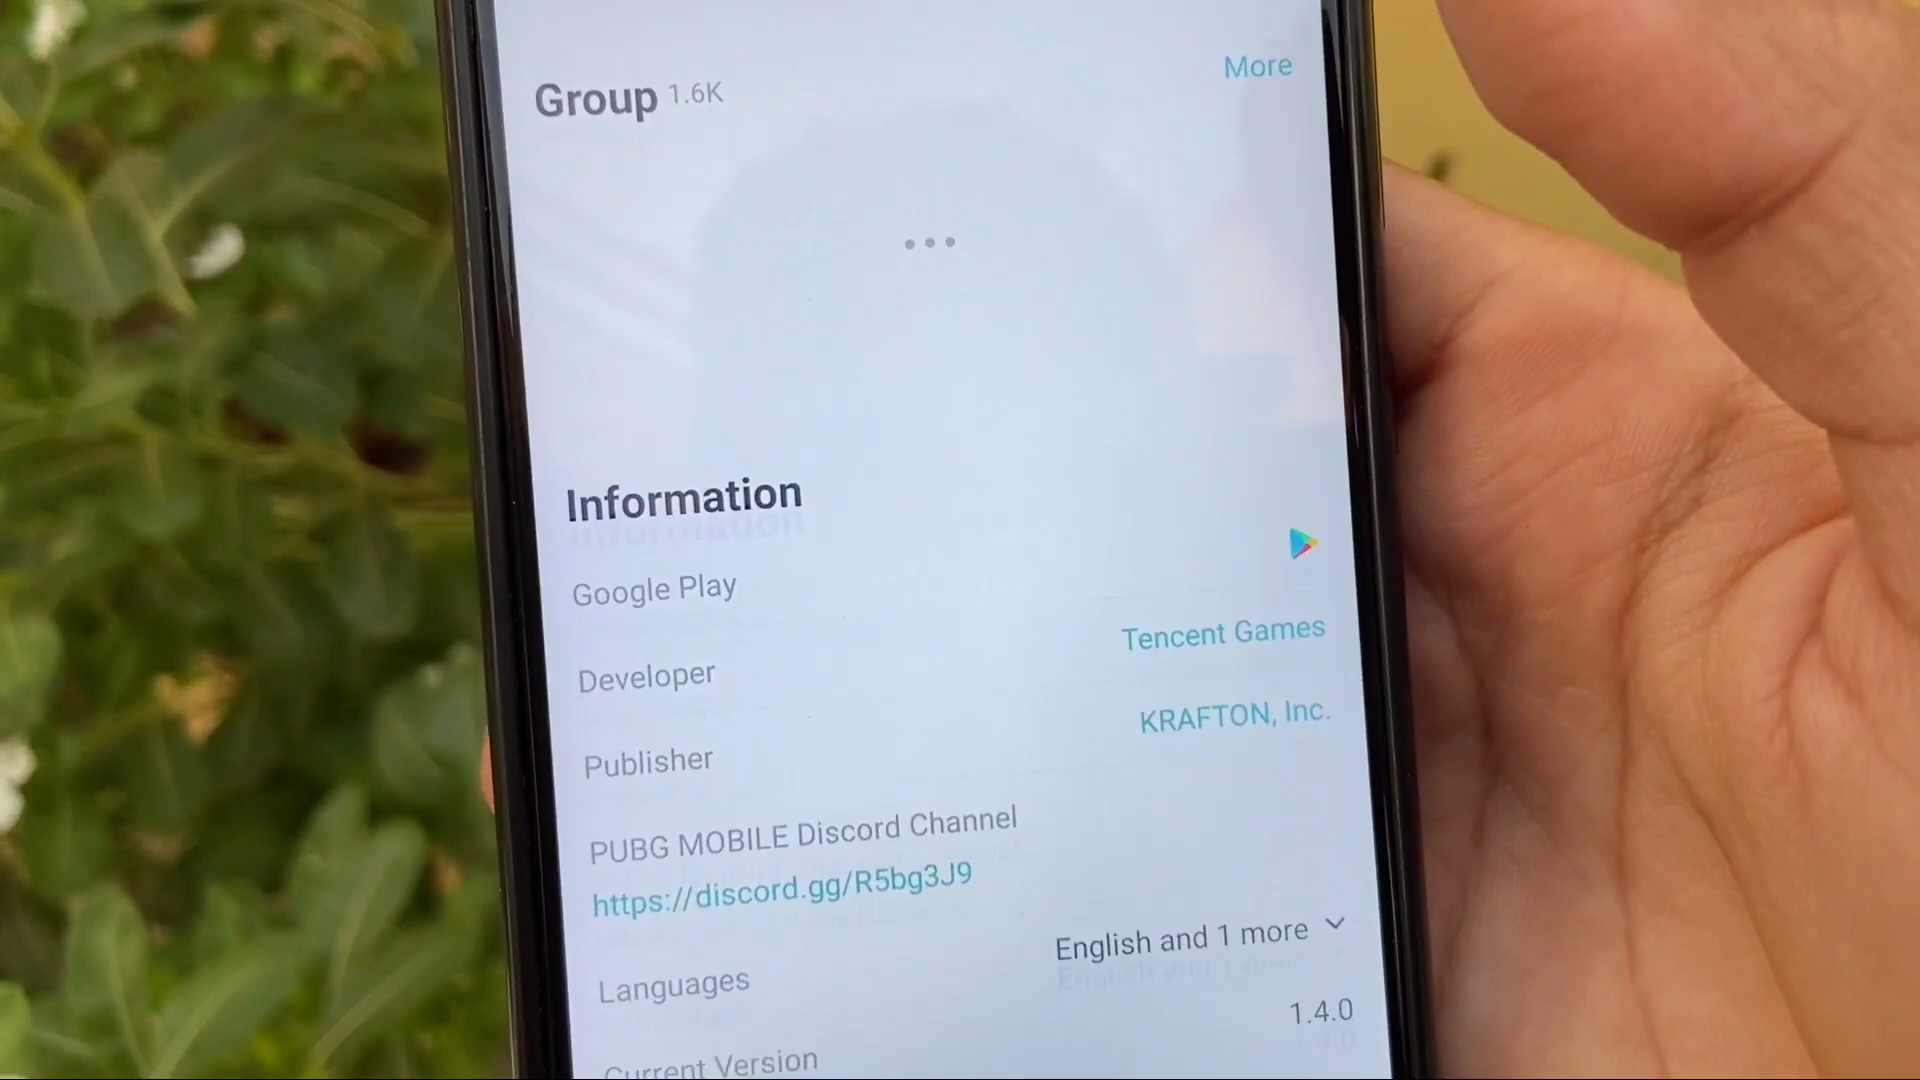 Group 1.6K More
Information
Google Play
Developer Tencent Games
Publisher KRAFTON, Inc.
PUBG MOBILE Discord Channel
https://discord.gg/R5bg3J9
Languages English and 1 more
Current Version 1.4.0